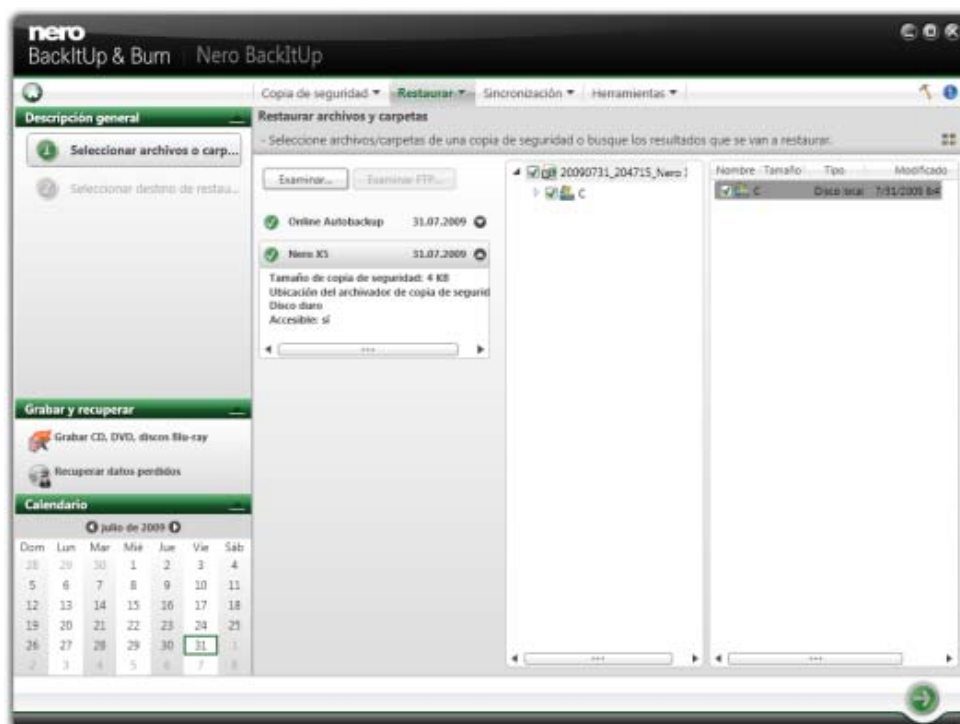 nero
BackItUp & Burn Nero BackItUp
Copia de seguridad Restaurar Sincronización Herramientas
Descripción general
Restaurar archivos y carpetas
- Seleccione archivos/carpetas de una copia de seguridad o busque los resultados que se van a restaurar.
1 Seleccionar archivos o carp...
2 Seleccionar destino de restau...
Examinar... Examinar FTP...
Online Autobackup 31.07.2009
Nero XS 31.07.2009
Tamaño de copia de seguridad: 4 KB
Ubicación del archivador de copia de segurid
Disco duro
Accesible: sí
20090731_204715_Nero
C
Nombre Tamaño Tipo Modificado
C Disco local 7/31/2009 8:4
Grabar y recuperar
Grabar CD, DVD, discos Blu-ray
Recuperar datos perdidos
Calendario
julio de 2009
Dom Lun Mar Mié Jue Vie Sáb
28 29 30 1 2 3 4
5 6 7 8 9 10 11
12 13 14 15 16 17 18
19 20 21 22 23 24 25
26 27 28 29 30 31 1
2 3 4 5 6 7 8